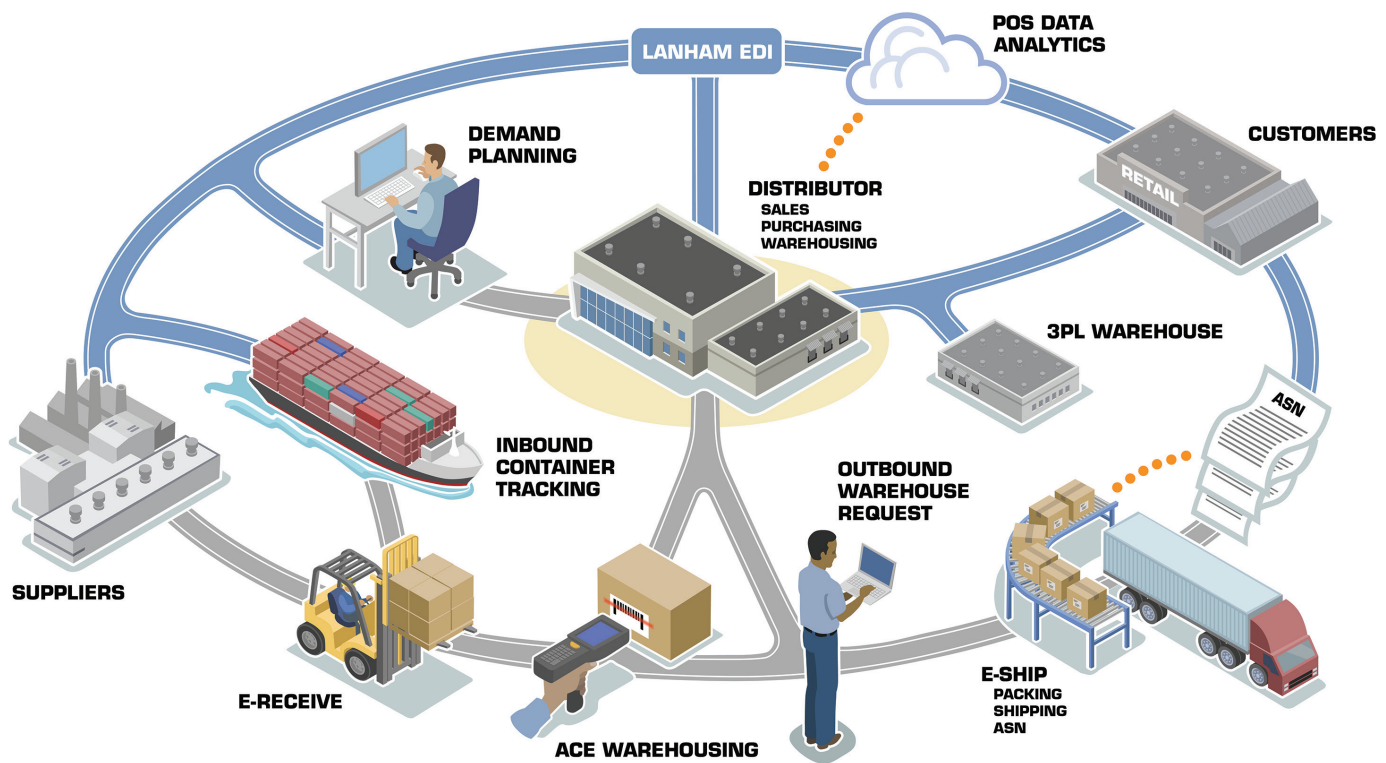 LANHAM EDI
POS DATA
ANALYTICS
DEMAND
PLANNING
CUSTOMERS
RETAIL
DISTRIBUTOR
SALES
PURCHASING
WAREHOUSING
3PL WAREHOUSE
ASN
INBOUND
CONTAINER
TRACKING
OUTBOUND
WAREHOUSE
REQUEST
SUPPLIERS
E-RECEIVE
ACE WAREHOUSING
E-SHIP
PACKING
SHIPPING
ASN